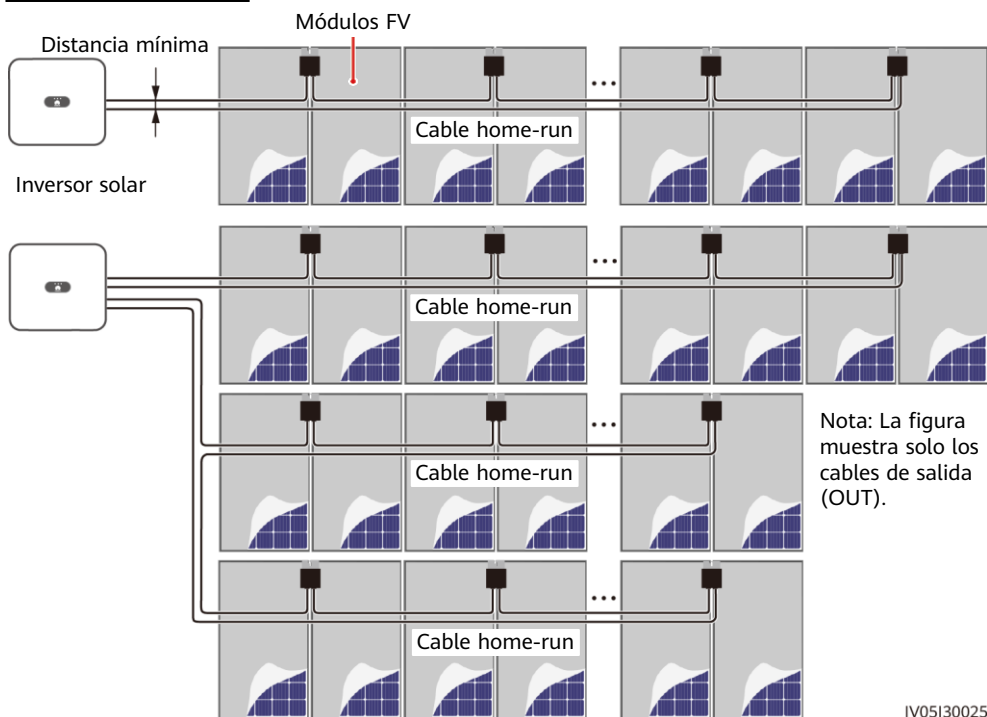 Módulos FV
Distancia mínima
Cable home-run
Inversor solar
Cable home-run
Cable home-run
Nota: La figura
muestra solo los
cables de salida
(OUT).
Cable home-run
IV05I30025